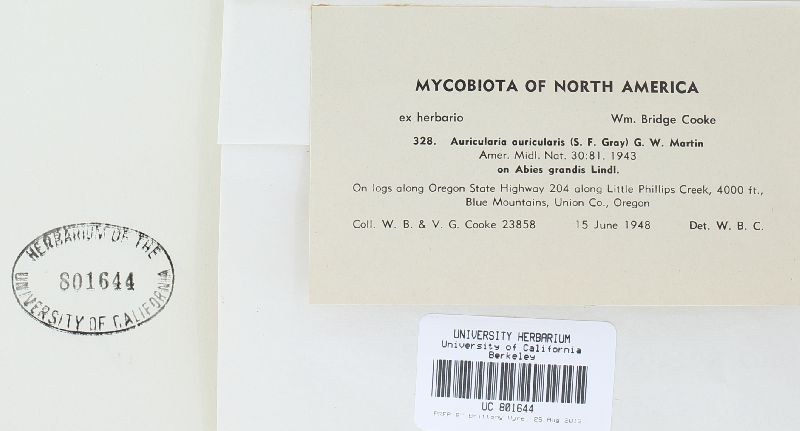 MYCOBIOTA OF NORTH AMERICA
ex herbario Wm. Bridge Cooke
328. Auricularia auricularis (S. F. Gray) G. W. Martin
Amer. Midl. Nat. 30:81. 1943
on Abies grandis Lindl.
On logs along Oregon State Highway 204 along Little Phillips Creek, 4000 ft.,
Blue Mountains, Union Co., Oregon
Coll. W. B. & V. G. Cooke 23858 15 June 1948 Det. W. B. C.
HERBARIUM OF THE
801644
UNIVERSITY OF CALIFORNIA
UNIVERSITY HERBARIUM
University of California
Berkeley
UC 801644